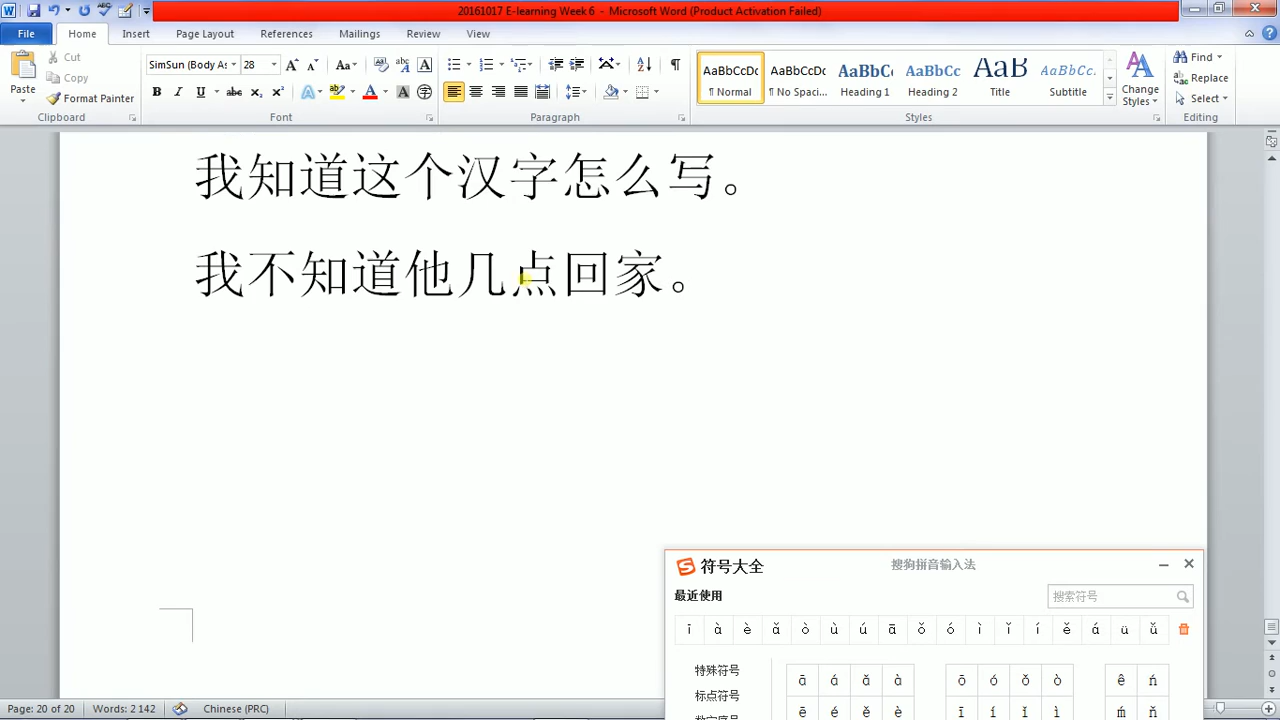 20161017 E-learning Week 6 - Microsoft Word (Product Activation Failed)
File Home Insert Page Layout References Mailings Review View
Cut
Copy
Paste
Format Painter
SimSun (Body As 28
AaBbCcDc AaBbCcDc AaBbC AaBbCc AaB AaBbCc
¶ Normal ¶ No Spaci... Heading 1 Heading 2 Title Subtitle
Change Styles
Find
Replace
Select
Clipboard Font Paragraph Styles Editing
我知道这个汉字怎么写。
我不知道他几点回家。
符号大全 搜狗拼音输入法
最近使用 搜索符号
ī à è ǎ ò ù ú ā ǒ ó ì ǐ í ě á ü ǚ
特殊符号 ā á ǎ à ō ó ǒ ò ê ń
标点符号
ē é ě è ī í ǐ ì ḿ ň
Page: 20 of 20 Words: 2 142 Chinese (PRC)